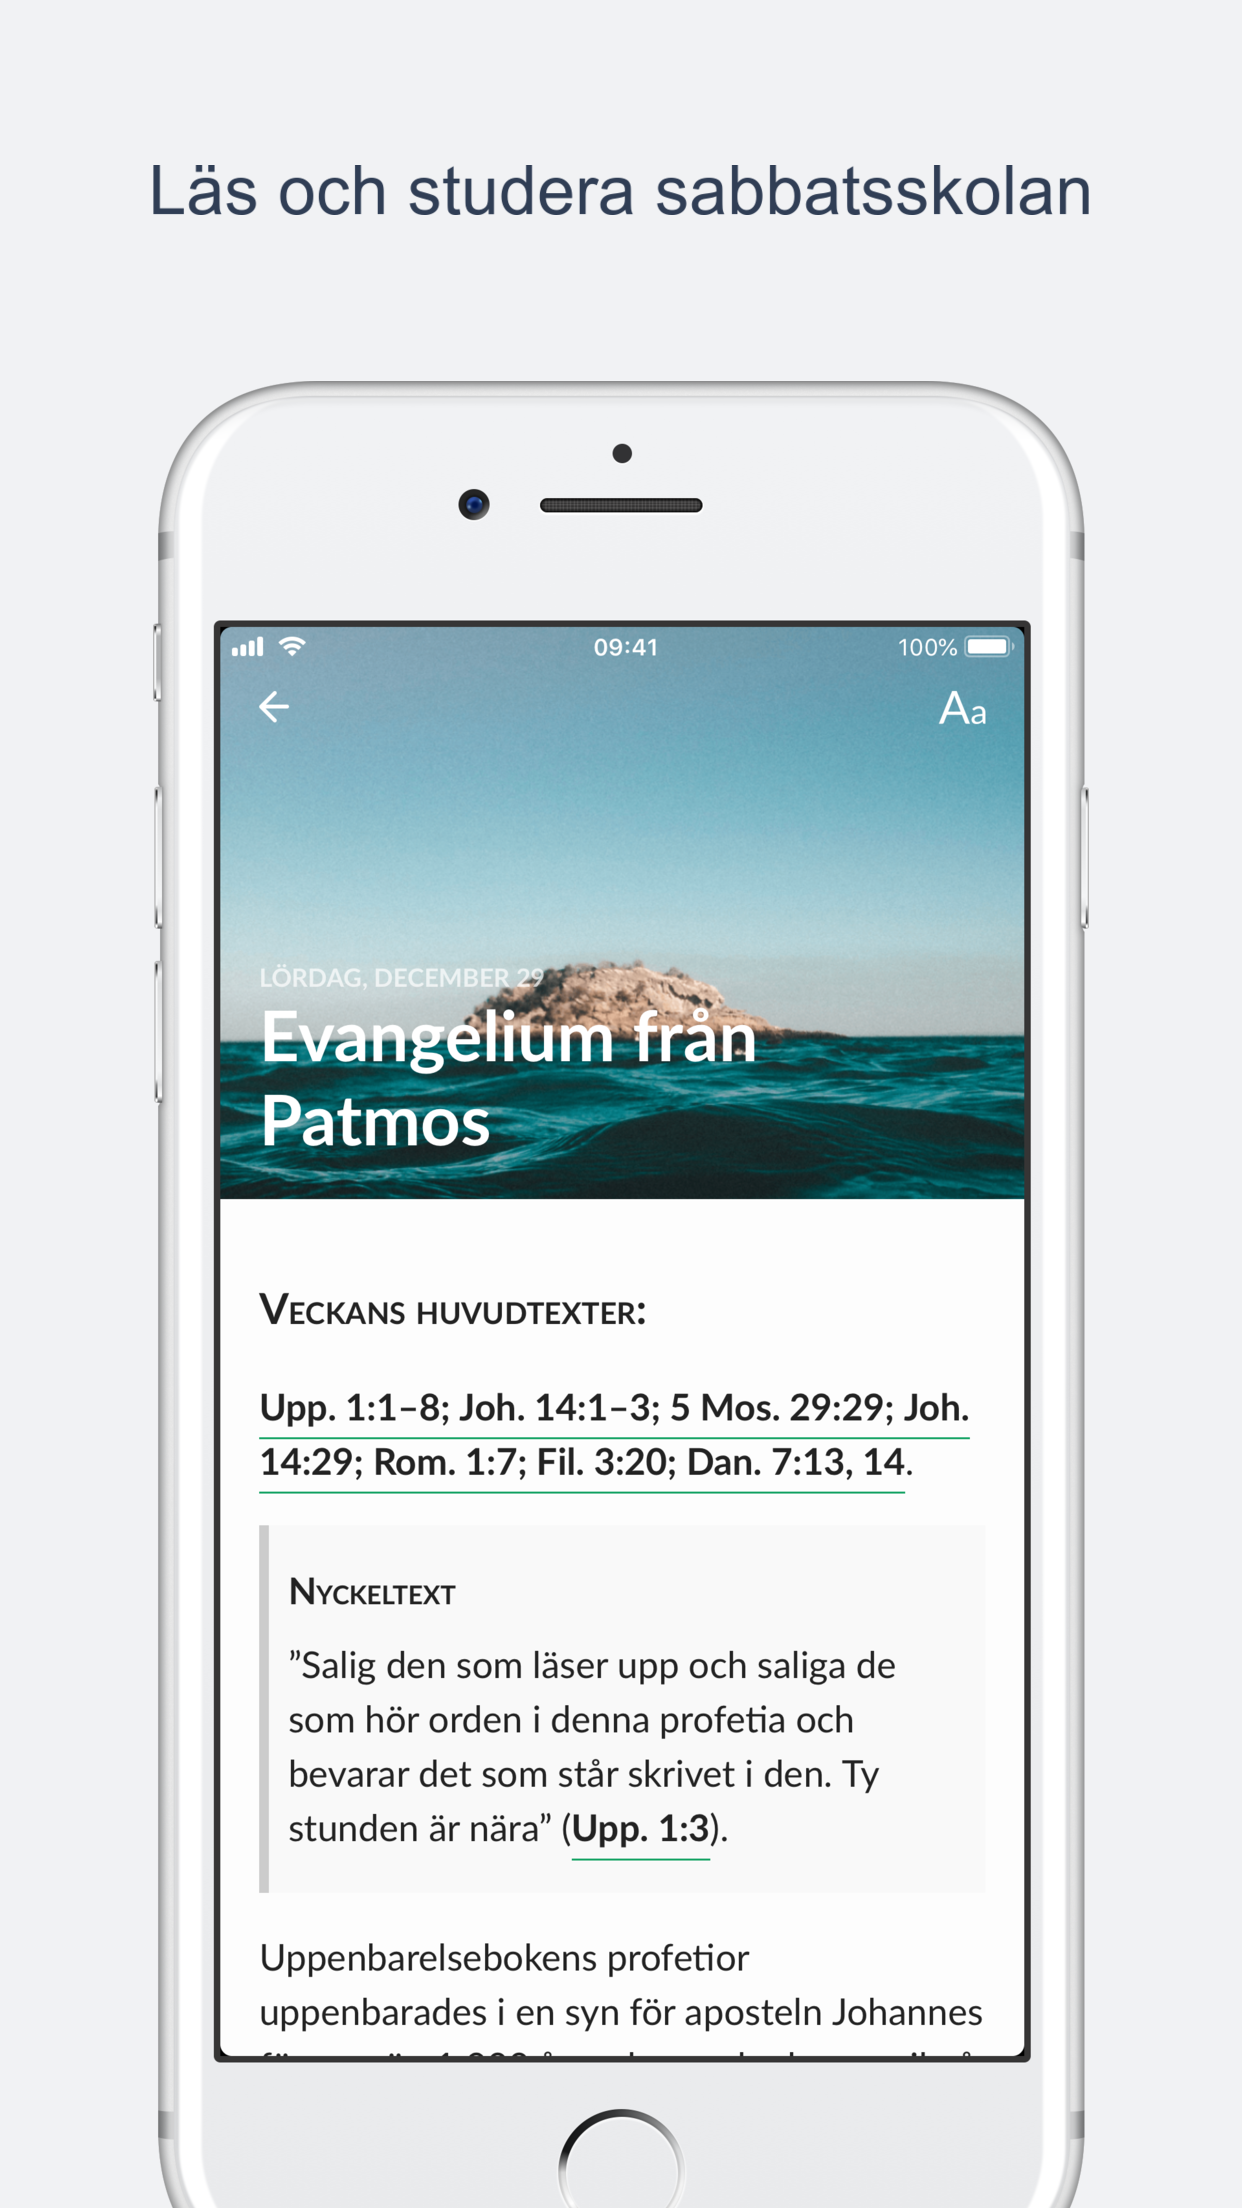 Läs och studera sabbatsskolan
09:41
100%
Aa
LÖRDAG, DECEMBER 29
Evangelium från
Patmos
VECKANS HUVUDTEXTER:
Upp. 1:1–8; Joh. 14:1–3; 5 Mos. 29:29; Joh.
14:29; Rom. 1:7; Fil. 3:20; Dan. 7:13, 14.
NYCKELTEXT
”Salig den som läser upp och saliga de
som hör orden i denna profetia och
bevarar det som står skrivet i den. Ty
stunden är nära” (Upp. 1:3).
Uppenbarelsebokens profetior
uppenbarades i en syn för aposteln Johannes